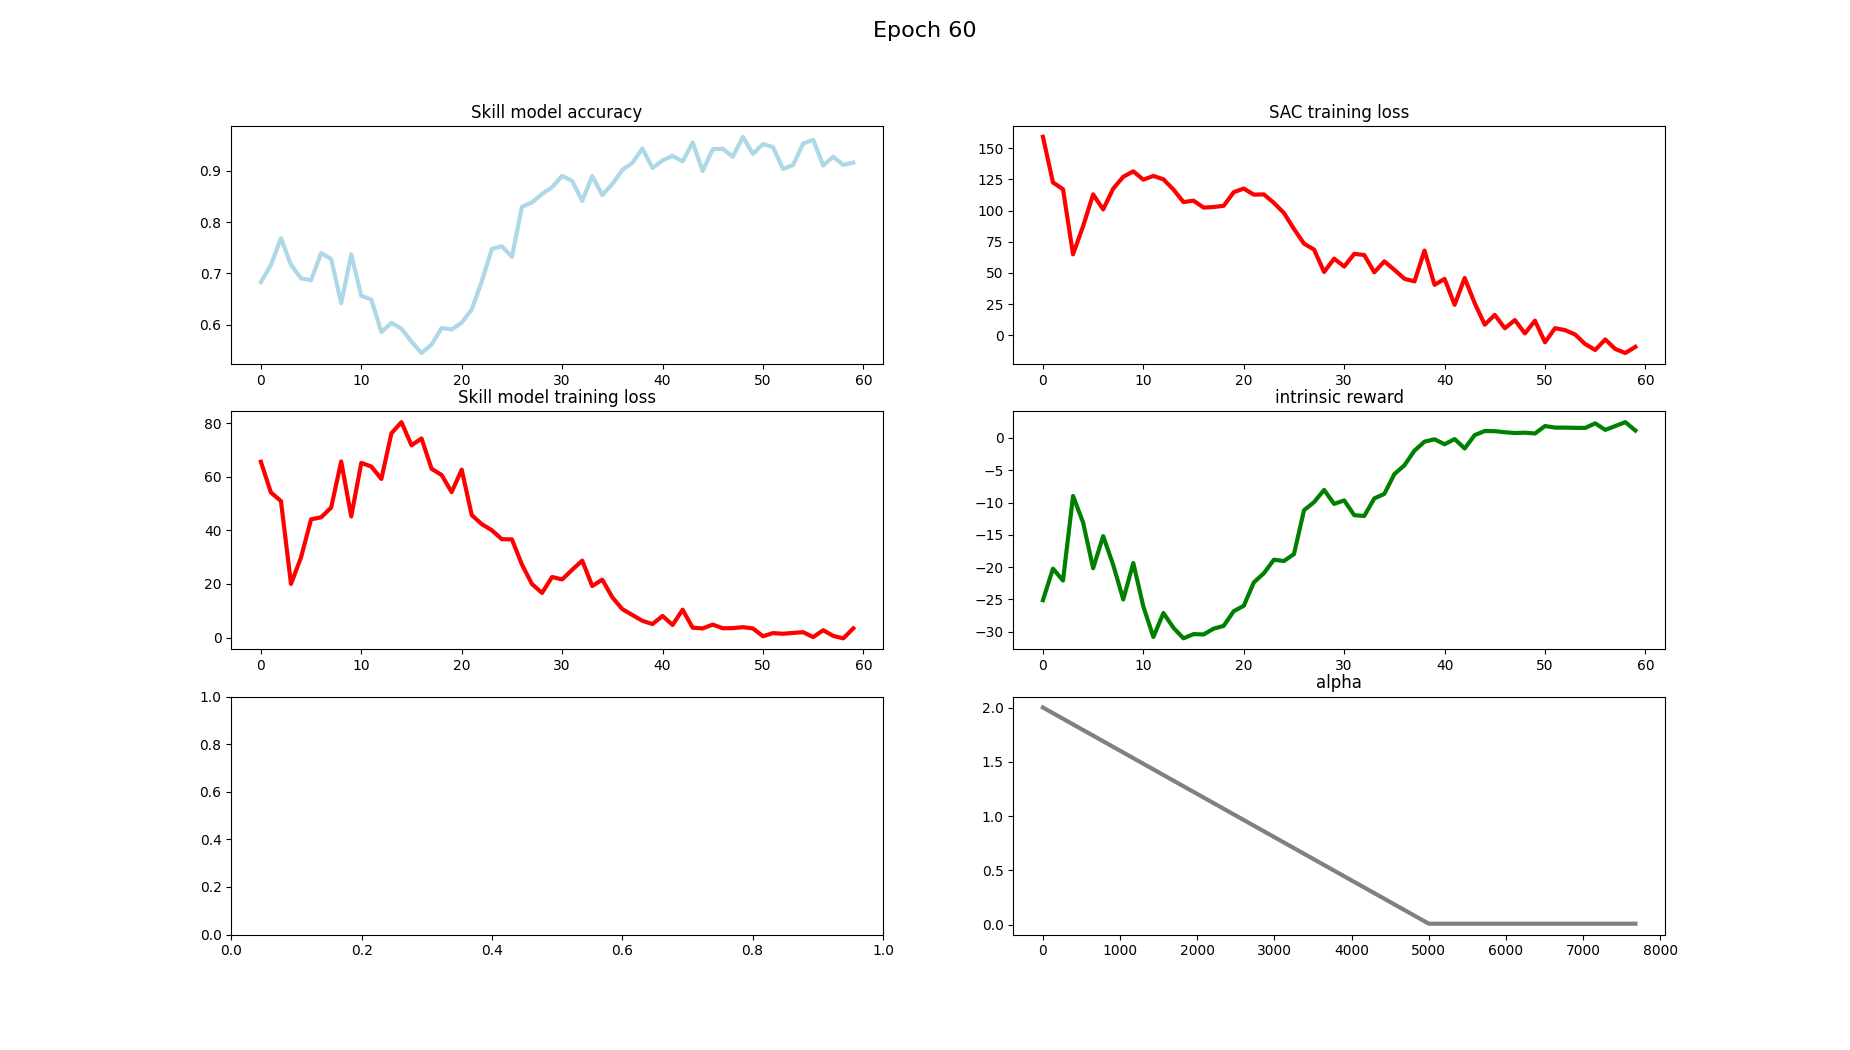 Epoch 60
Skill model accuracy
0.9
0.8
0.7
0.6
0 10 20 30 40 50 60
SAC training loss
150
125
100
75
50
25
0
0 10 20 30 40 50 60
Skill model training loss
80
60
40
20
0
0 10 20 30 40 50 60
intrinsic reward
0
−5
−10
−15
−20
−25
−30
0 10 20 30 40 50 60
1.0
0.8
0.6
0.4
0.2
0.0
0.0 0.2 0.4 0.6 0.8 1.0
alpha
2.0
1.5
1.0
0.5
0.0
0 1000 2000 3000 4000 5000 6000 7000 8000